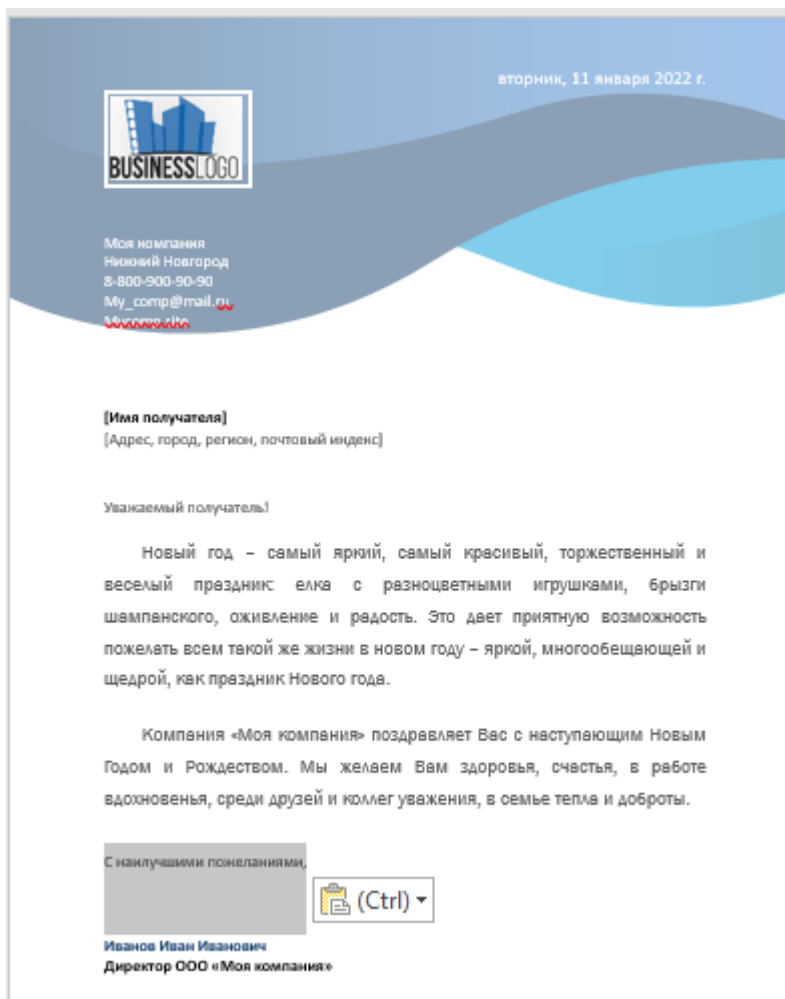 вторник, 11 января 2022 г.
BUSINESSLOGO
Моя компания
Нижний Новгород
8-800-900-90-90
My_comp@mail.ru
Mycomp.site
[Имя получателя]
[Адрес, город, регион, почтовый индекс]
Уважаемый получатель!
Новый год – самый яркий, самый красивый, торжественный и
веселый праздник: елка с разноцветными игрушками, брызги
шампанского, оживление и радость. Это дает приятную возможность
пожелать всем такой же жизни в новом году – яркой, многообещающей и
щедрой, как праздник Нового года.
Компания «Моя компания» поздравляет Вас с наступающим Новым
Годом и Рождеством. Мы желаем Вам здоровья, счастья, в работе
вдохновенья, среди друзей и коллег уважения, в семье тепла и доброты.
С наилучшими пожеланиями,
(Ctrl)
Иванов Иван Иванович
Директор ООО «Моя компания»